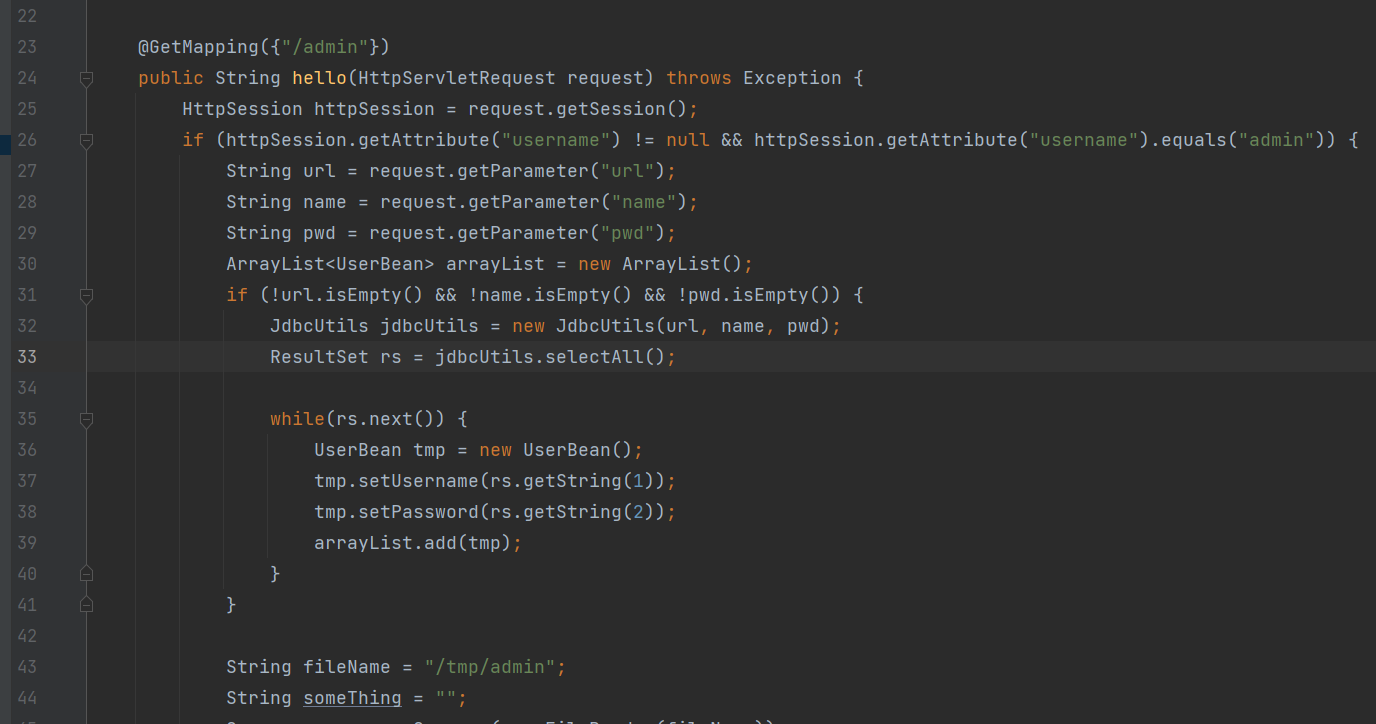 22
23 @GetMapping({"/admin"})
24 public String hello(HttpServletRequest request) throws Exception {
25 HttpSession httpSession = request.getSession();
26 if (httpSession.getAttribute("username") != null && httpSession.getAttribute("username").equals("admin")) {
27 String url = request.getParameter("url");
28 String name = request.getParameter("name");
29 String pwd = request.getParameter("pwd");
30 ArrayList<UserBean> arrayList = new ArrayList();
31 if (!url.isEmpty() && !name.isEmpty() && !pwd.isEmpty()) {
32 JdbcUtils jdbcUtils = new JdbcUtils(url, name, pwd);
33 ResultSet rs = jdbcUtils.selectAll();
34
35 while(rs.next()) {
36 UserBean tmp = new UserBean();
37 tmp.setUsername(rs.getString(1));
38 tmp.setPassword(rs.getString(2));
39 arrayList.add(tmp);
40 }
41 }
42
43 String fileName = "/tmp/admin";
44 String someThing = "";